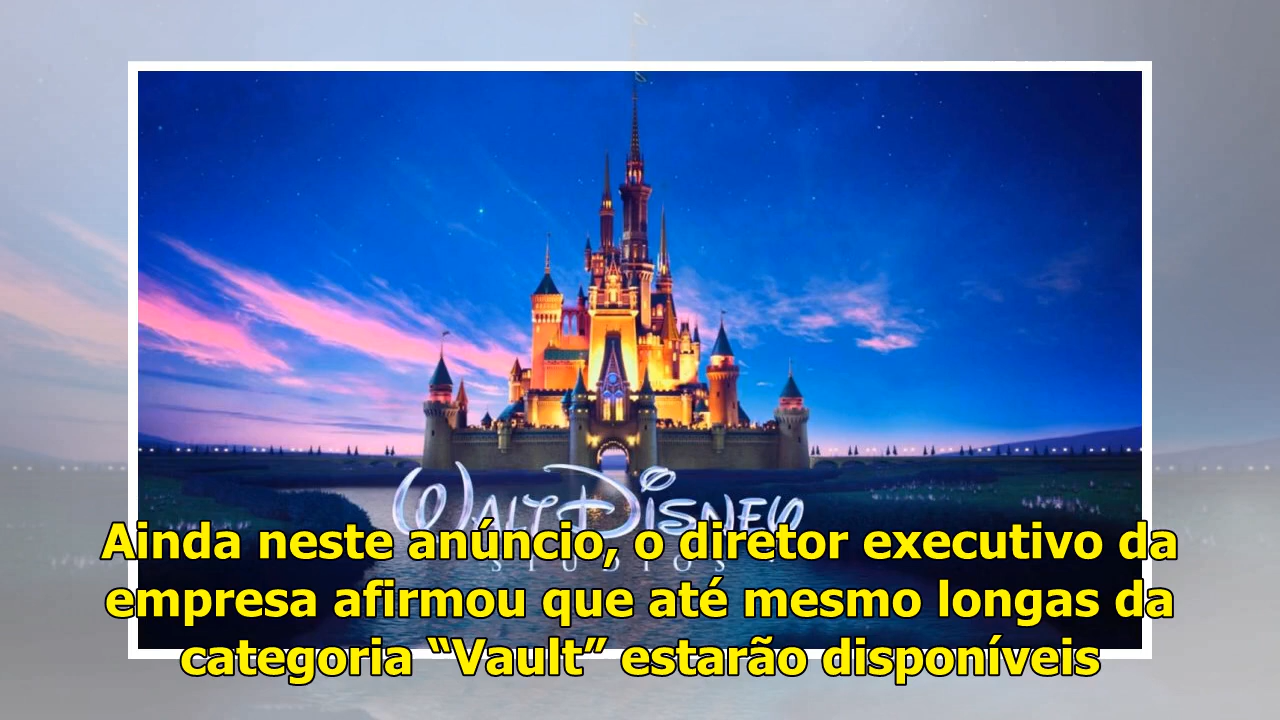 WALT DISNEY
STUDIOS
Ainda neste anúncio, o diretor executivo da
empresa afirmou que até mesmo longas da
categoria “Vault” estarão disponíveis